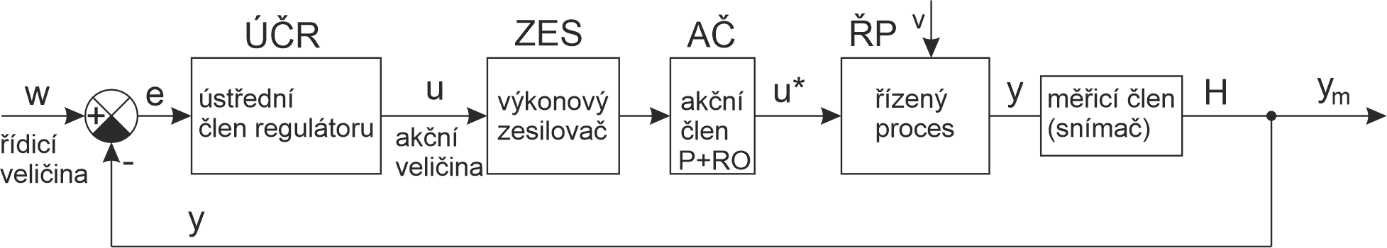 ÚČR
ZES
AČ
ŘP
v
w
+
-
řídicí
veličina
e
ústřední
člen regulátoru
u
akční
veličina
výkonový
zesilovač
akční
člen
P+RO
u*
řízený
proces
y
měřicí člen
(snímač)
H
ym
y